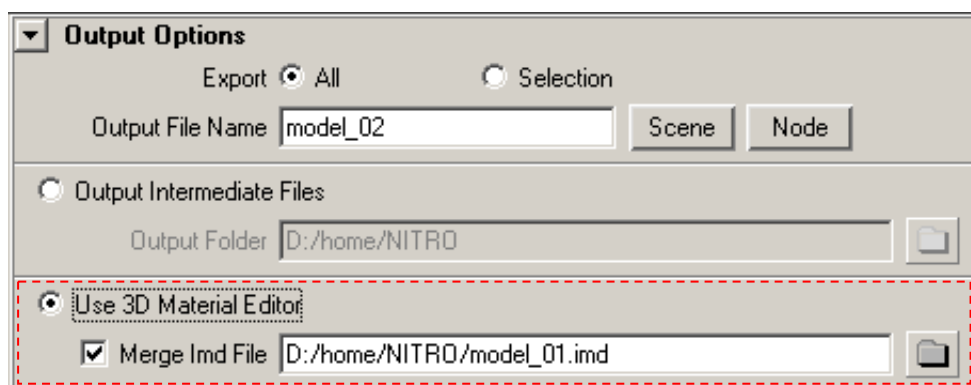 Output Options
Export All Selection
Output File Name model_02 Scene Node
Output Intermediate Files
Output Folder D:/home/NITRO
Use 3D Material Editor
Merge Imd File D:/home/NITRO/model_01.imd